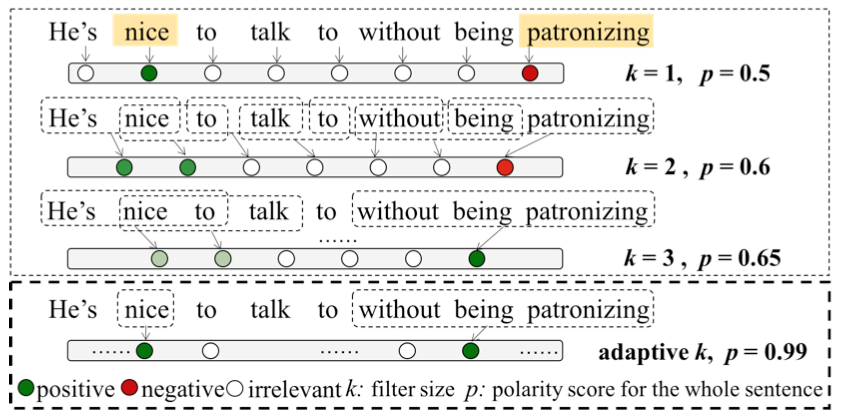 He's nice to talk to without being patronizing
k = 1, p = 0.5
He's nice to talk to without being patronizing
k = 2 , p = 0.6
He's nice to talk to without being patronizing
......
k = 3 , p = 0.65
He's nice to talk to without being patronizing
...... ...... ......
adaptive k, p = 0.99
positive negative irrelevant k: filter size p: polarity score for the whole sentence